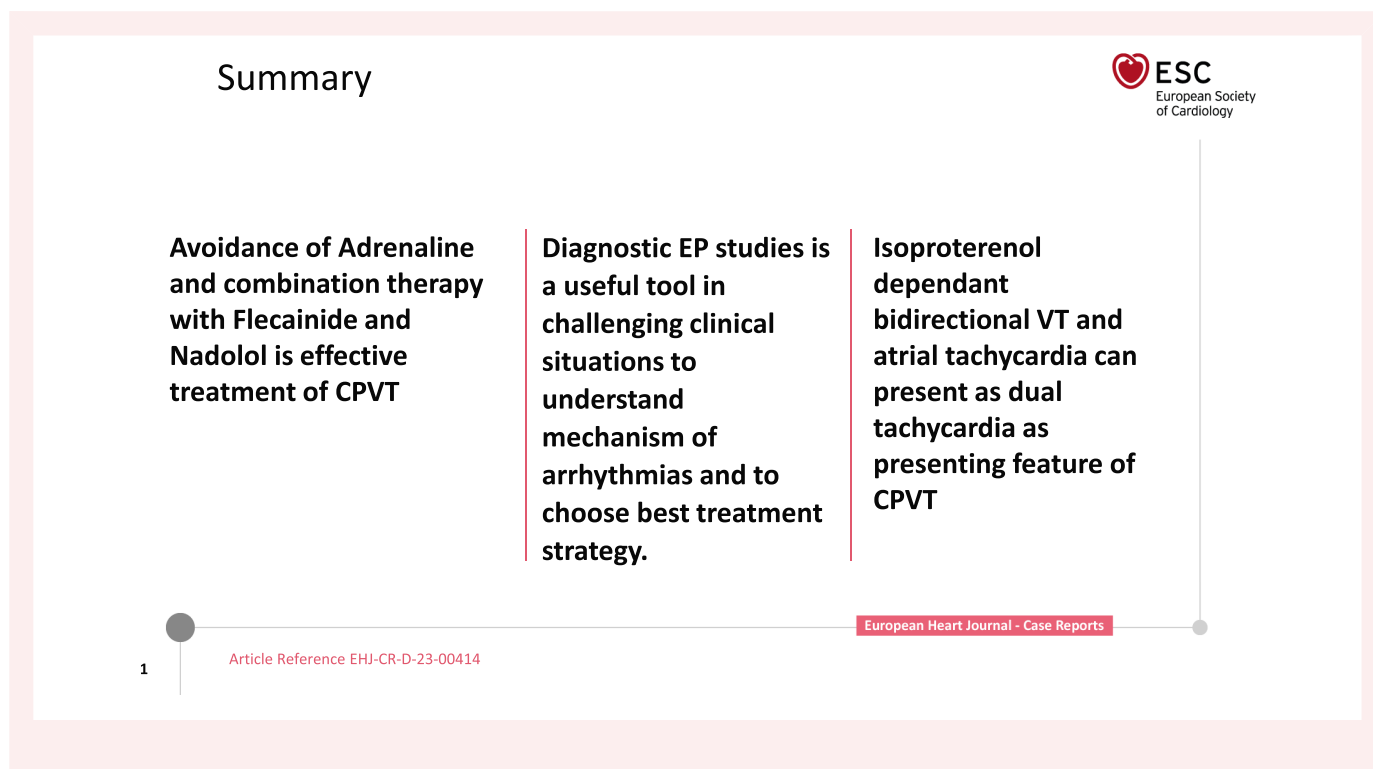 Summary
ESC
European Society
of Cardiology
Avoidance of Adrenaline
and combination therapy
with Flecainide and
Nadolol is effective
treatment of CPVT
Diagnostic EP studies is
a useful tool in
challenging clinical
situations to
understand
mechanism of
arrhythmias and to
choose best treatment
strategy.
Isoproterenol
dependant
bidirectional VT and
atrial tachycardia can
present as dual
tachycardia as
presenting feature of
CPVT
European Heart Journal - Case Reports
Article Reference EHJ-CR-D-23-00414
1